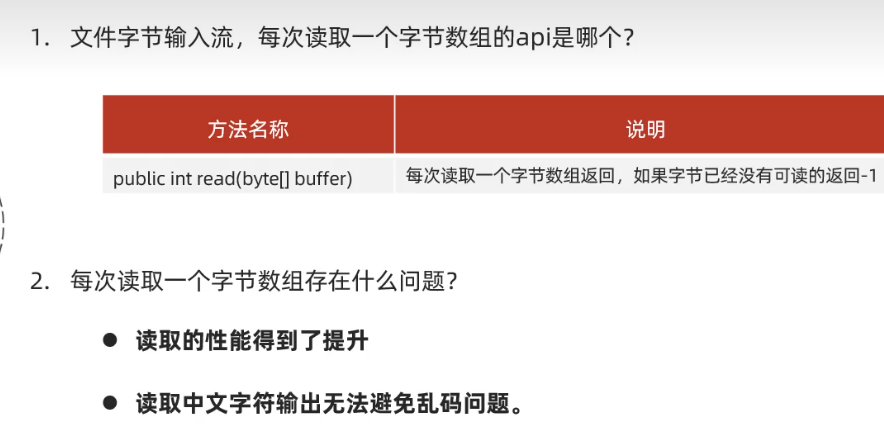 1. 文件字节输入流，每次读取一个字节数组的api是哪个？
方法名称 说明
public int read(byte[] buffer) 每次读取一个字节数组返回，如果字节已经没有可读的返回-1
2. 每次读取一个字节数组存在什么问题？
● 读取的性能得到了提升
● 读取中文字符输出无法避免乱码问题。